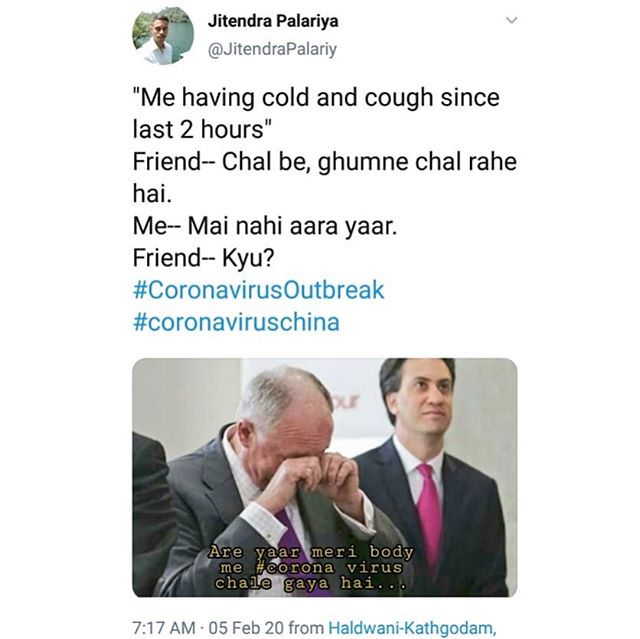 Jitendra Palariya
@JitendraPalariy
"Me having cold and cough since
last 2 hours"
Friend-- Chal be, ghumne chal rahe
hai.
Me-- Mai nahi aara yaar.
Friend-- Kyu?
#CoronavirusOutbreak
#coronaviruschina
our
Are yaar meri body
me #corona virus
chale gaya hai...
7:17 AM · 05 Feb 20 from Haldwani-Kathgodam,